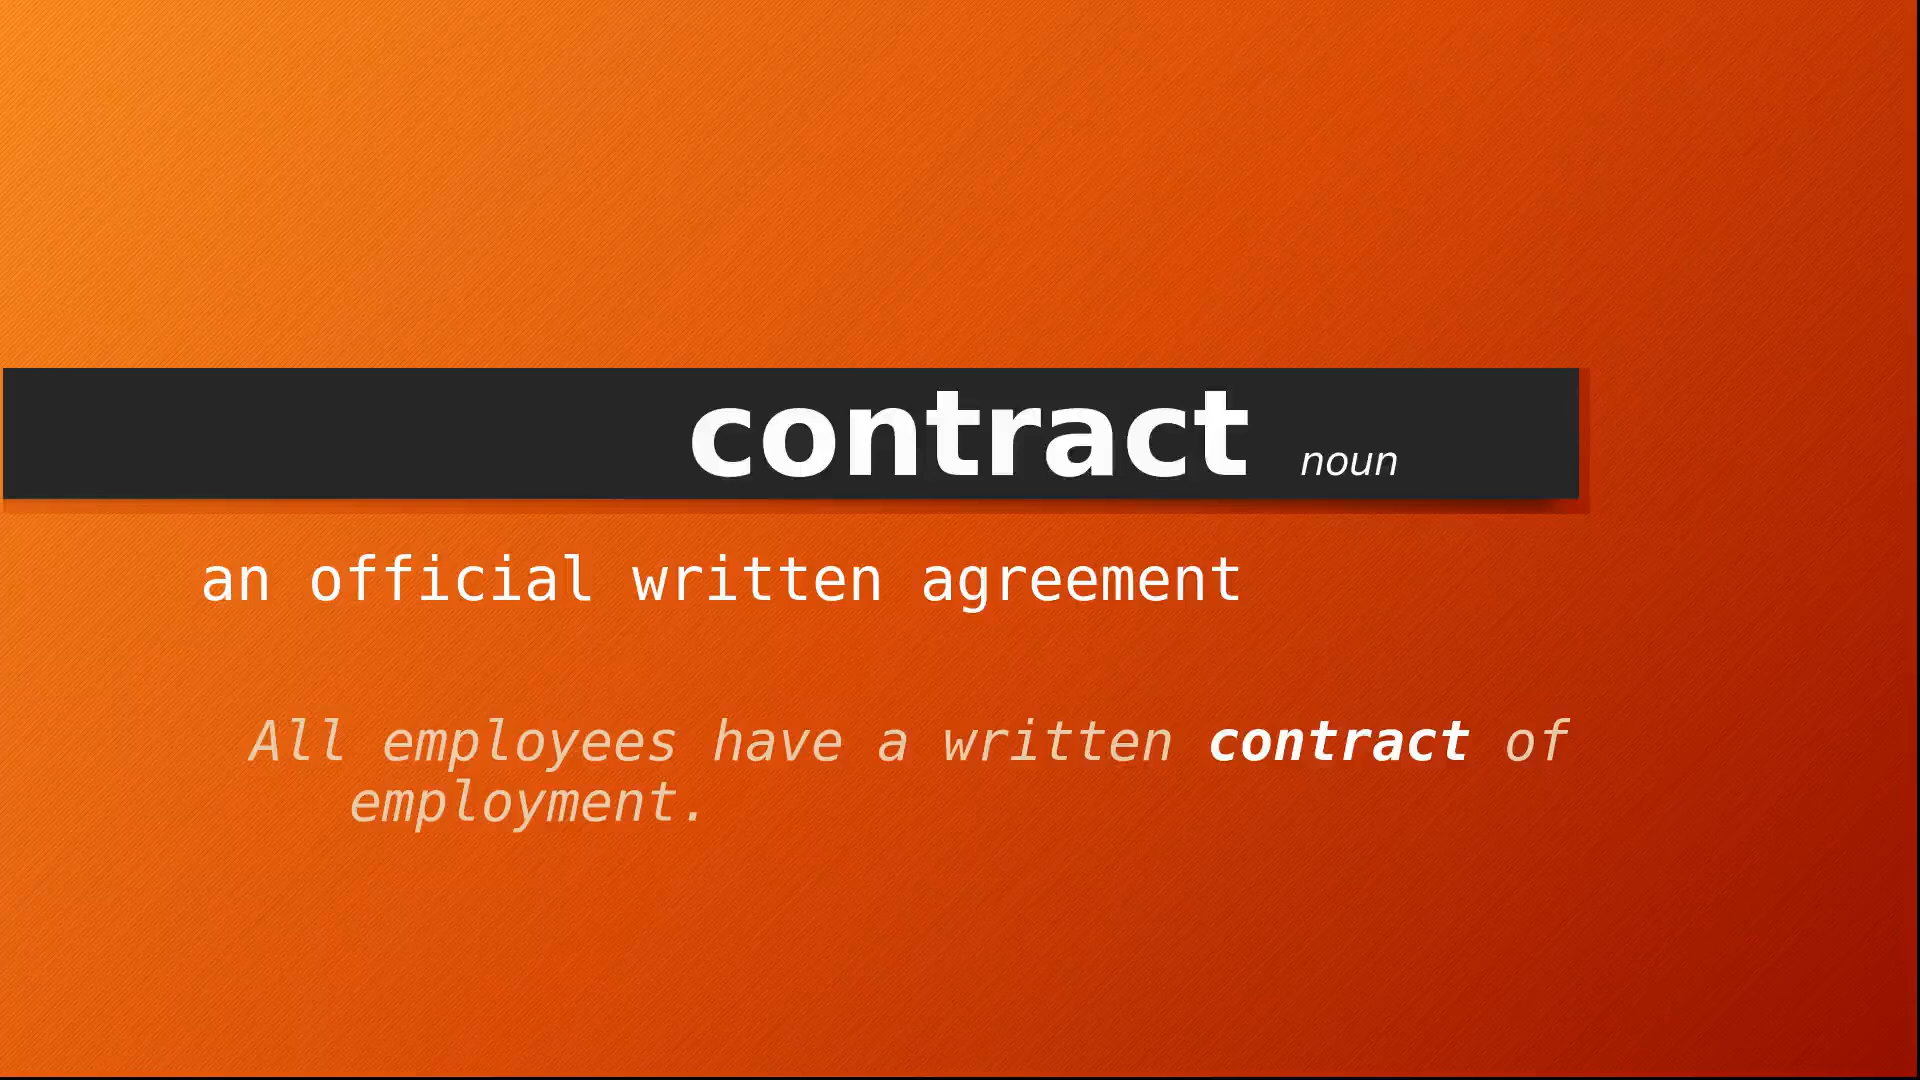 contract noun
an official written agreement
All employees have a written contract of
employment.